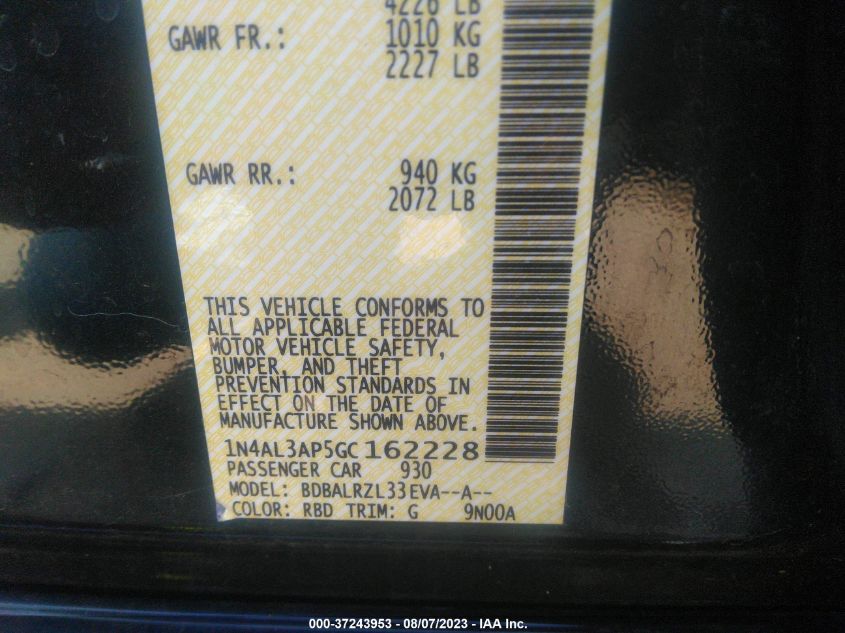 4226 LB
GAWR FR.: 1010 KG
2227 LB
GAWR RR.: 940 KG
2072 LB
THIS VEHICLE CONFORMS TO
ALL APPLICABLE FEDERAL
MOTOR VEHICLE SAFETY,
BUMPER, AND THEFT
PREVENTION STANDARDS IN
EFFECT ON THE DATE OF
MANUFACTURE SHOWN ABOVE.
1N4AL3AP5GC162228
PASSENGER CAR 930
MODEL: BDBALRZL33EVA--A--
COLOR: RBD TRIM: G 9N00A
000-37243953 - 08/07/2023 - IAA Inc.